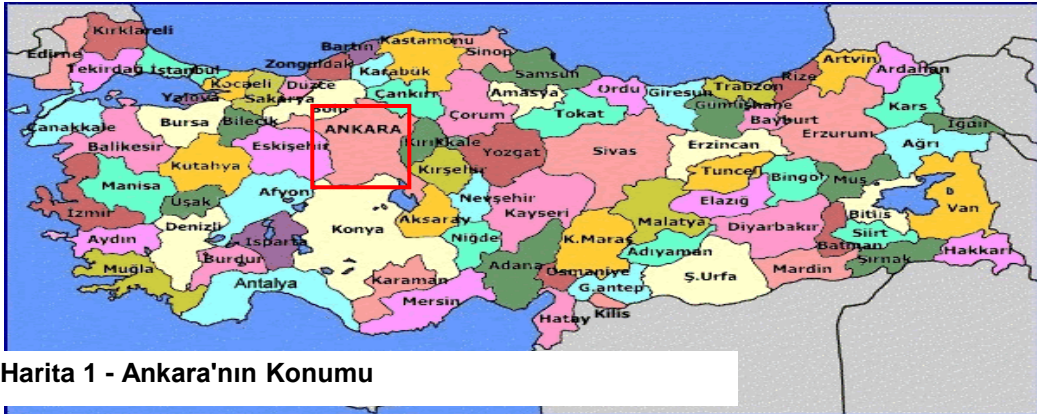 Kırklareli
Edirne
Tekirdağ
İstanbul
Kocaeli
Yalova
Sakarya
Düzce
Zonguldak
Bartın
Karabük
Kastamonu
Sinop
Çankırı
Bolu
Samsun
Amasya
Çorum
Ordu
Tokat
Giresun
Trabzon
Gümüşhane
Rize
Artvin
Ardahan
Bayburt
Erzurum
Kars
Iğdır
Ağrı
Çanakkale
Balıkesir
Bursa
Bilecik
Eskişehir
ANKARA
Kırıkkale
Kırşehir
Yozgat
Sivas
Erzincan
Tunceli
Bingöl
Muş
Kutahya
Manisa
Uşak
Afyon
İzmir
Aydın
Denizli
Isparta
Burdur
Muğla
Antalya
Konya
Aksaray
Nevşehir
Niğde
Kayseri
K.Maraş
Malatya
Elazığ
Diyarbakır
Bitlis
Siirt
Batman
Van
Hakkari
Şırnak
Mardin
Adıyaman
Ş.Urfa
G.antep
Osmaniye
Adana
Karaman
Mersin
Hatay
Kilis
Harita 1 - Ankara'nın Konumu